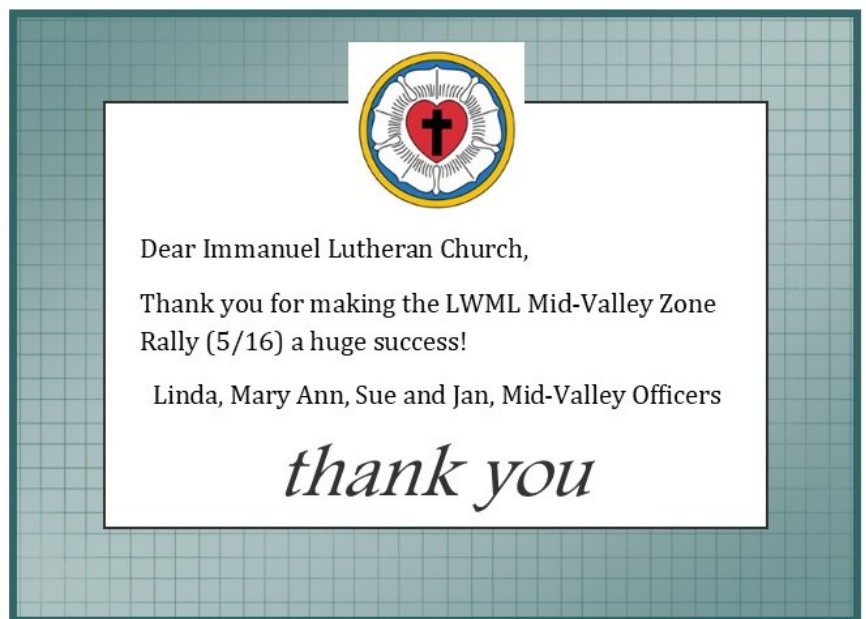 Dear Immanuel Lutheran Church,
Thank you for making the LWML Mid-Valley Zone
Rally (5/16) a huge success!
Linda, Mary Ann, Sue and Jan, Mid-Valley Officers
thank you